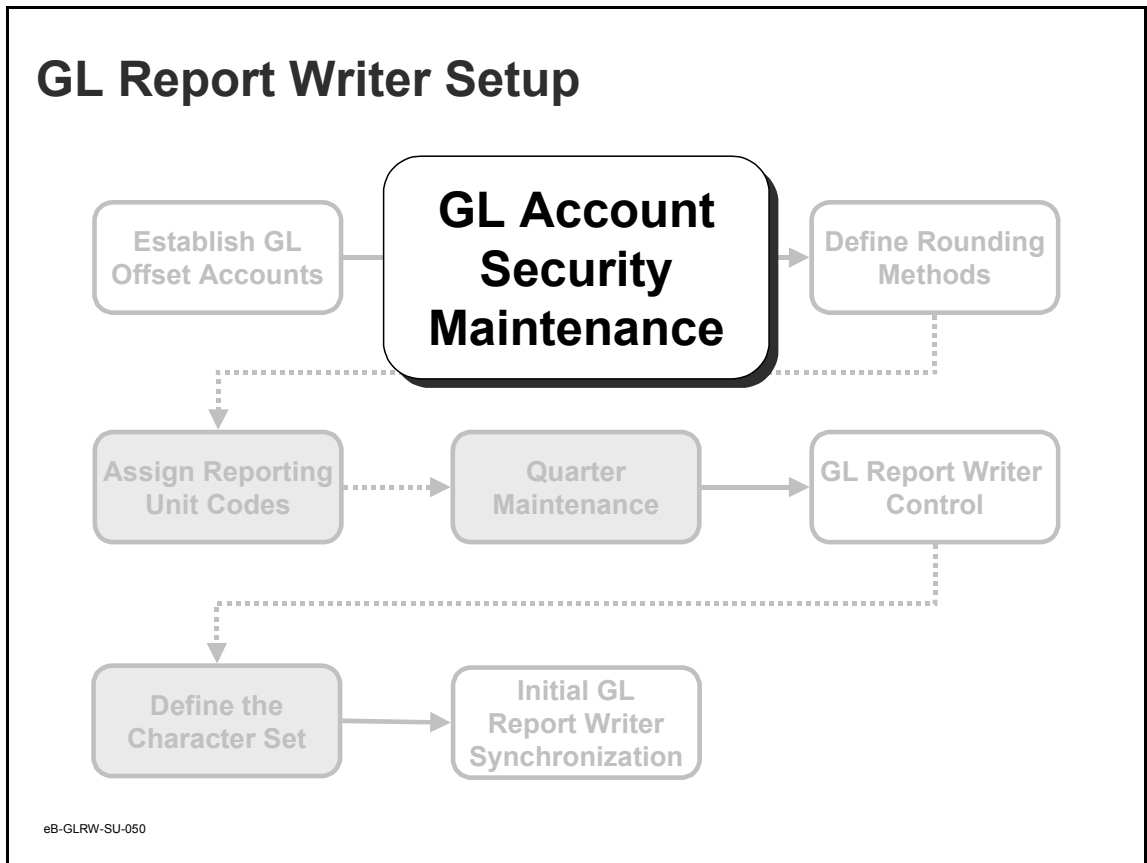 GL Report Writer Setup
Establish GL
Offset Accounts
GL Account
Security
Maintenance
Define Rounding
Methods
Assign Reporting
Unit Codes
Quarter
Maintenance
GL Report Writer
Control
Define the
Character Set
Initial GL
Report Writer
Synchronization
eB-GLRW-SU-050